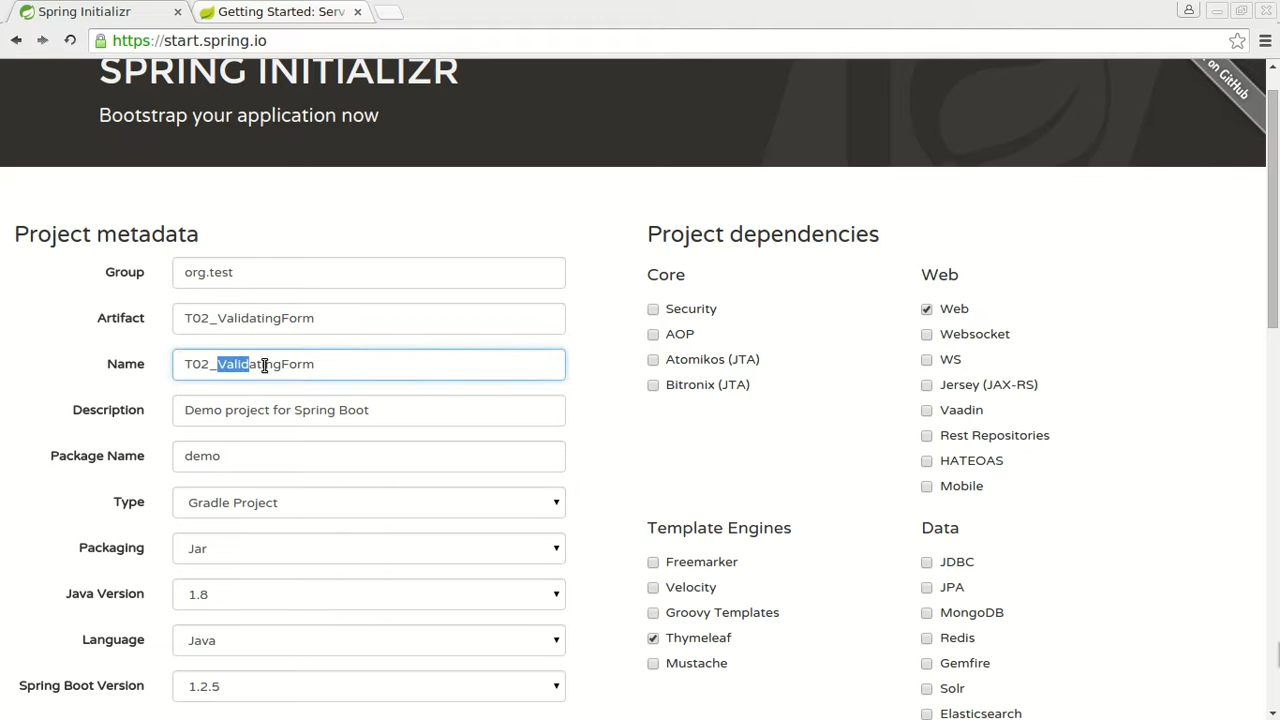 Spring Initializr
Getting Started: Serv
https://start.spring.io
SPRING INITIALIZR
Bootstrap your application now
on GitHub
Project metadata
Group
org.test
Artifact
T02_ValidatingForm
Name
T02_ValidatingForm
Description
Demo project for Spring Boot
Package Name
demo
Type
Gradle Project
Packaging
Jar
Java Version
1.8
Language
Java
Spring Boot Version
1.2.5
Project dependencies
Core
Security
AOP
Atomikos (JTA)
Bitronix (JTA)
Web
Web
Websocket
WS
Jersey (JAX-RS)
Vaadin
Rest Repositories
HATEOAS
Mobile
Template Engines
Freemarker
Velocity
Groovy Templates
Thymeleaf
Mustache
Data
JDBC
JPA
MongoDB
Redis
Gemfire
Solr
Elasticsearch